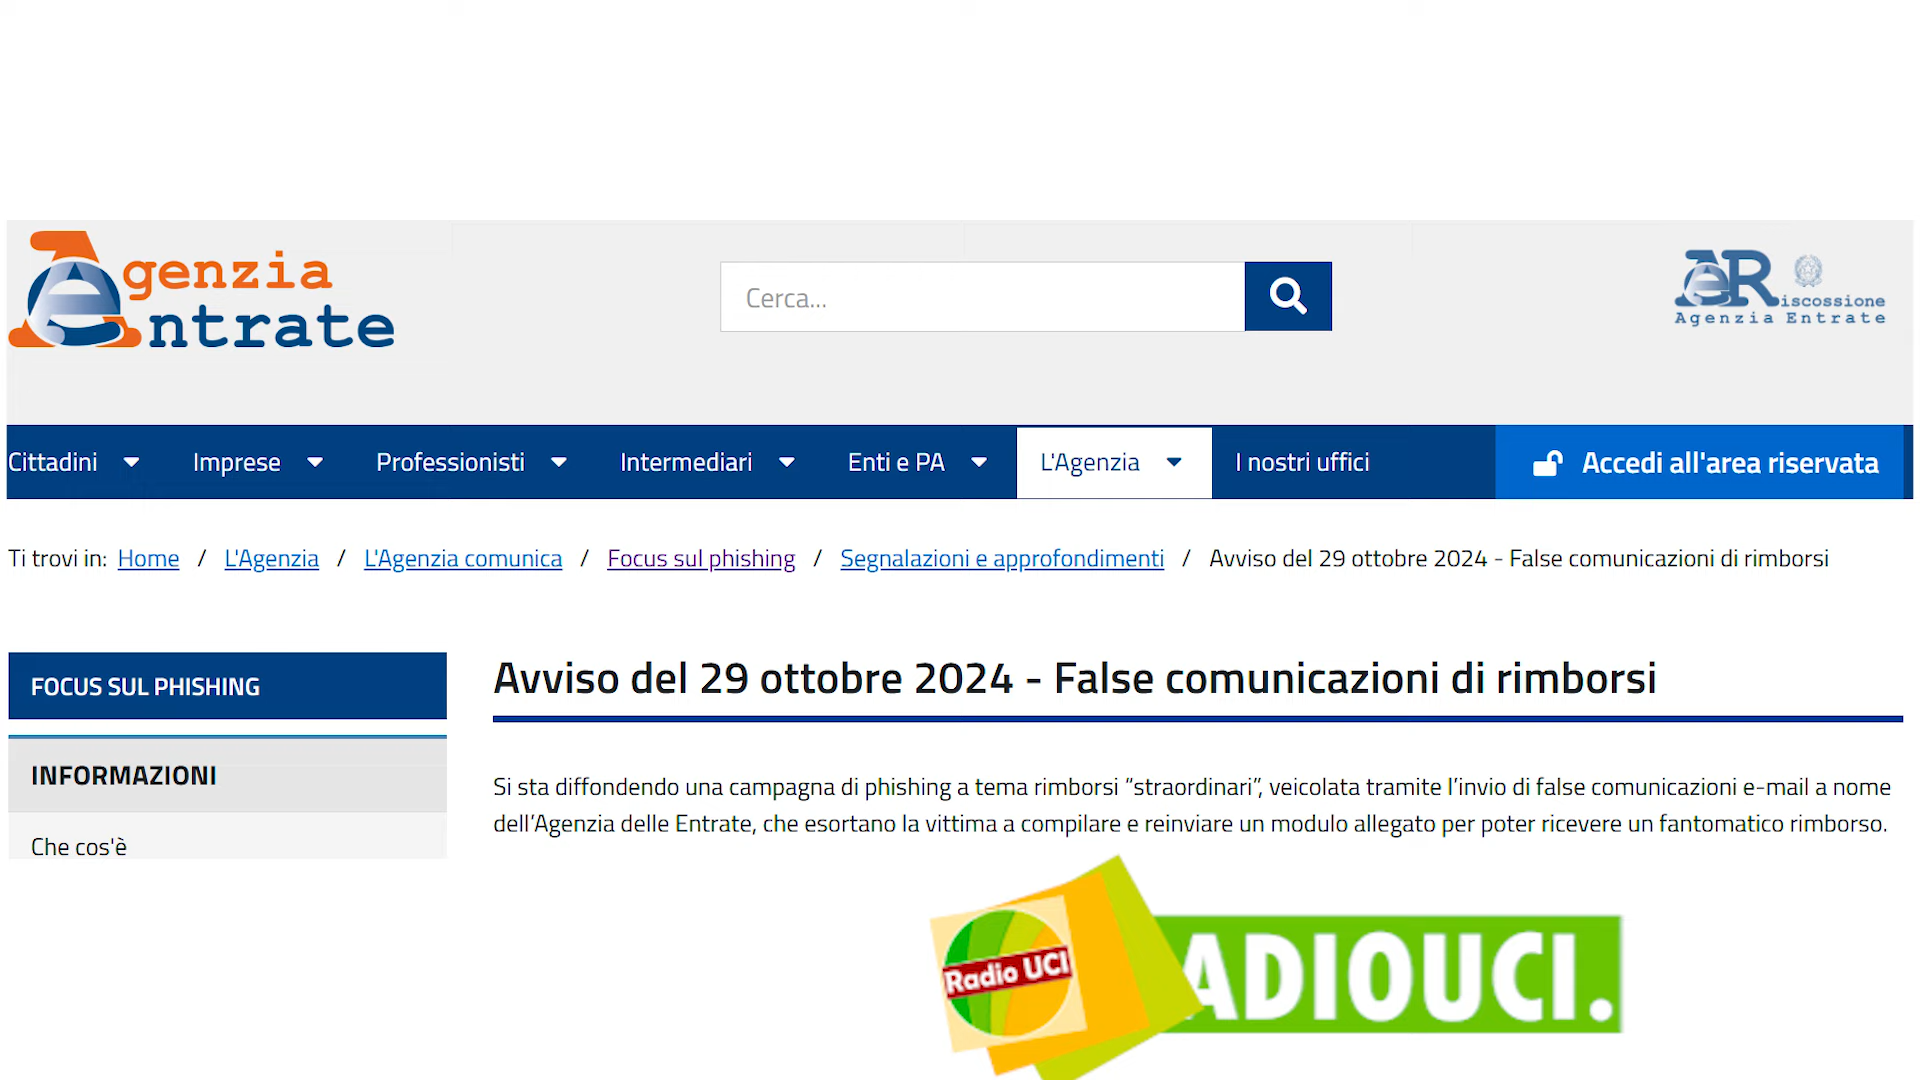 Agenzia
Entrate
Cerca...
AeRiscossione
Agenzia Entrate
Cittadini
Imprese
Professionisti
Intermediari
Enti e PA
L'Agenzia
I nostri uffici
Accedi all'area riservata
Ti trovi in: Home / L'Agenzia / L'Agenzia comunica / Focus sul phishing / Segnalazioni e approfondimenti / Avviso del 29 ottobre 2024 - False comunicazioni di rimborsi
FOCUS SUL PHISHING
INFORMAZIONI
Che cos'è
Avviso del 29 ottobre 2024 - False comunicazioni di rimborsi
Si sta diffondendo una campagna di phishing a tema rimborsi “straordinari”, veicolata tramite l’invio di false comunicazioni e-mail a nome
dell’Agenzia delle Entrate, che esortano la vittima a compilare e reinviare un modulo allegato per poter ricevere un fantomatico rimborso.
Radio UCI
ADIOUCI.